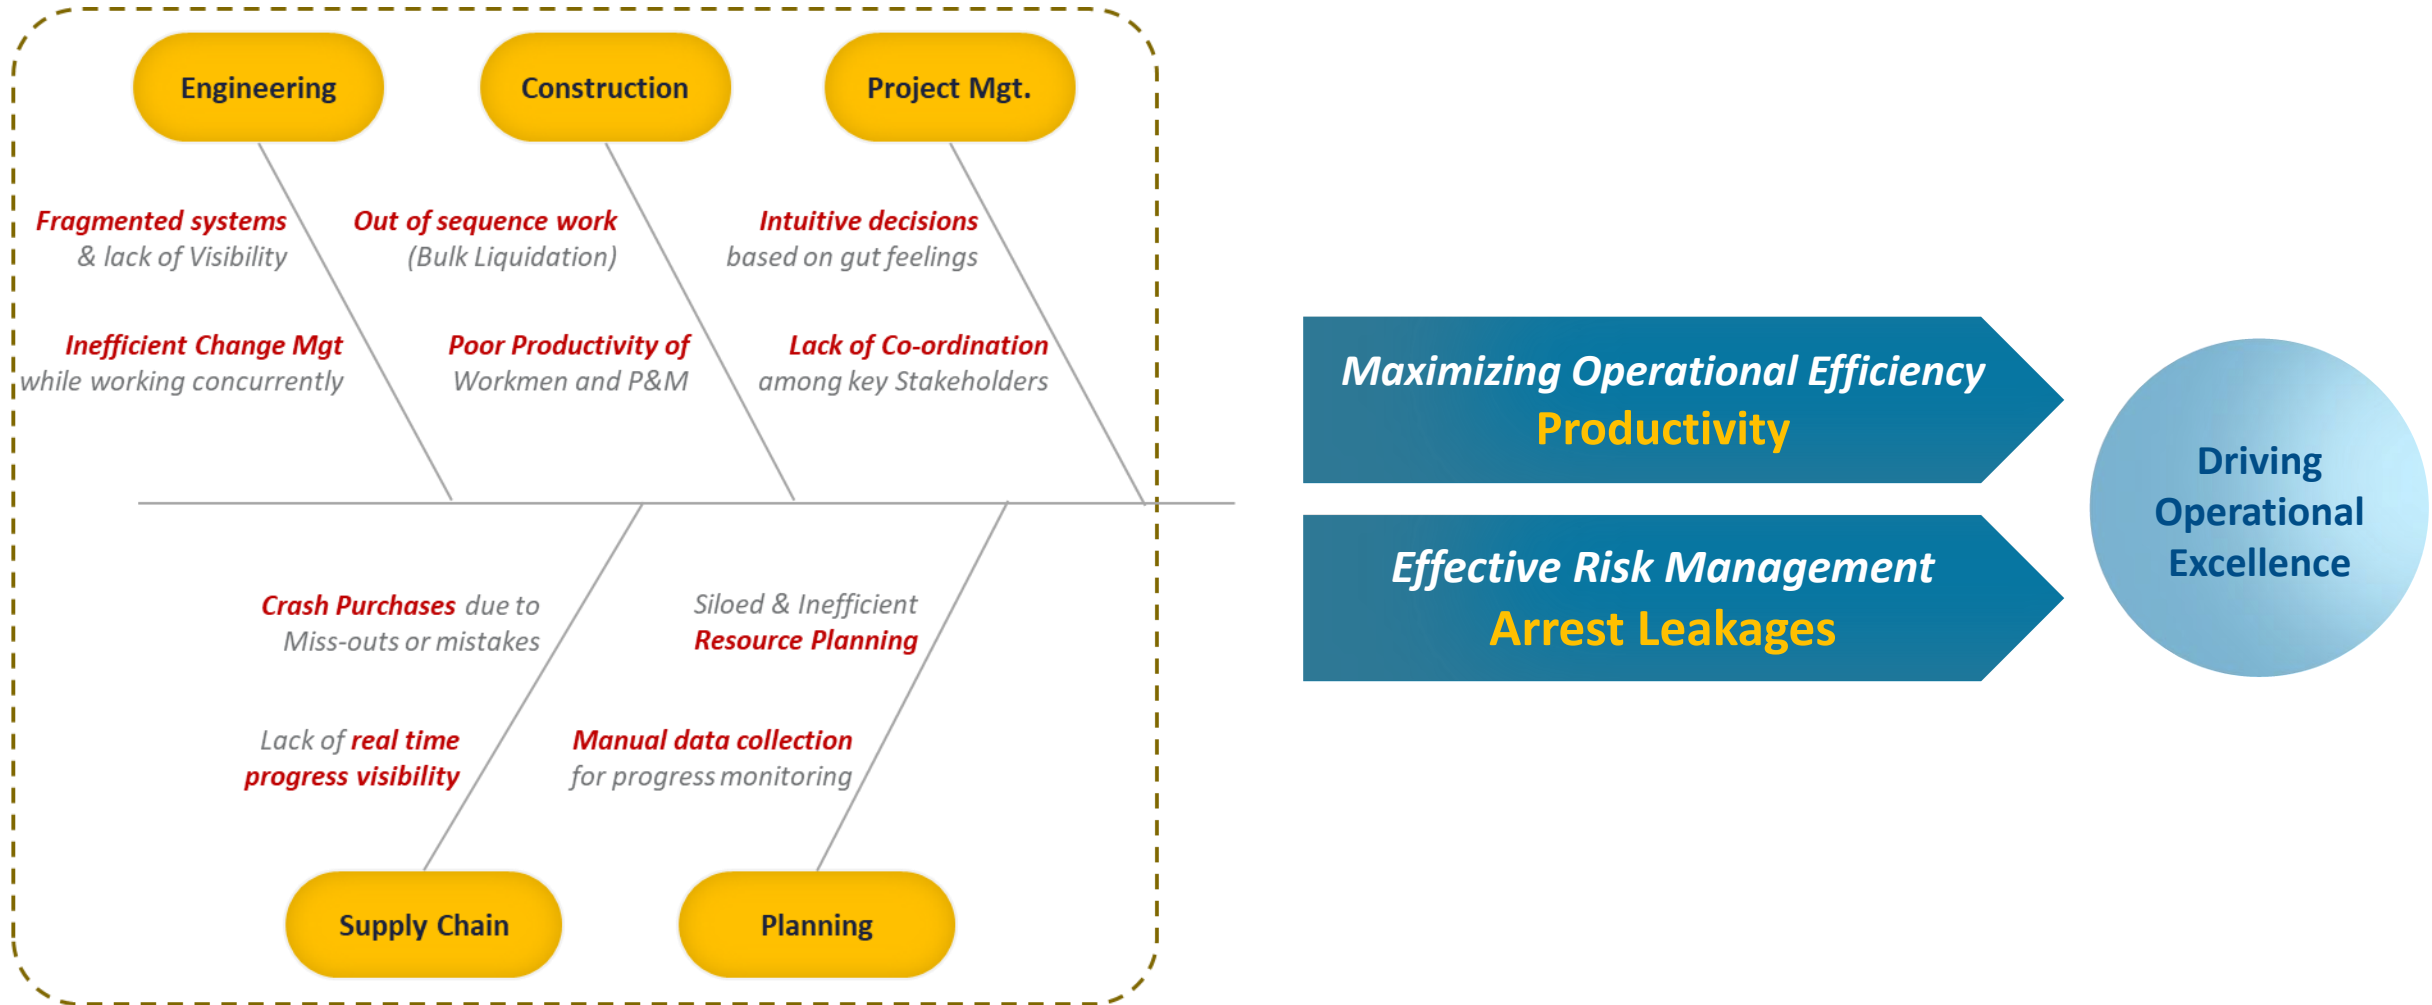 Engineering
Construction
Project Mgt.
Fragmented systems
& lack of Visibility
Out of sequence work
(Bulk Liquidation)
Intuitive decisions
based on gut feelings
Inefficient Change Mgt
while working concurrently
Poor Productivity of
Workmen and P&M
Lack of Co-ordination
among key Stakeholders
Crash Purchases due to
Miss-outs or mistakes
Siloed & Inefficient
Resource Planning
Lack of real time
progress visibility
Manual data collection
for progress monitoring
Supply Chain
Planning
Maximizing Operational Efficiency
Productivity
Effective Risk Management
Arrest Leakages
Driving
Operational
Excellence